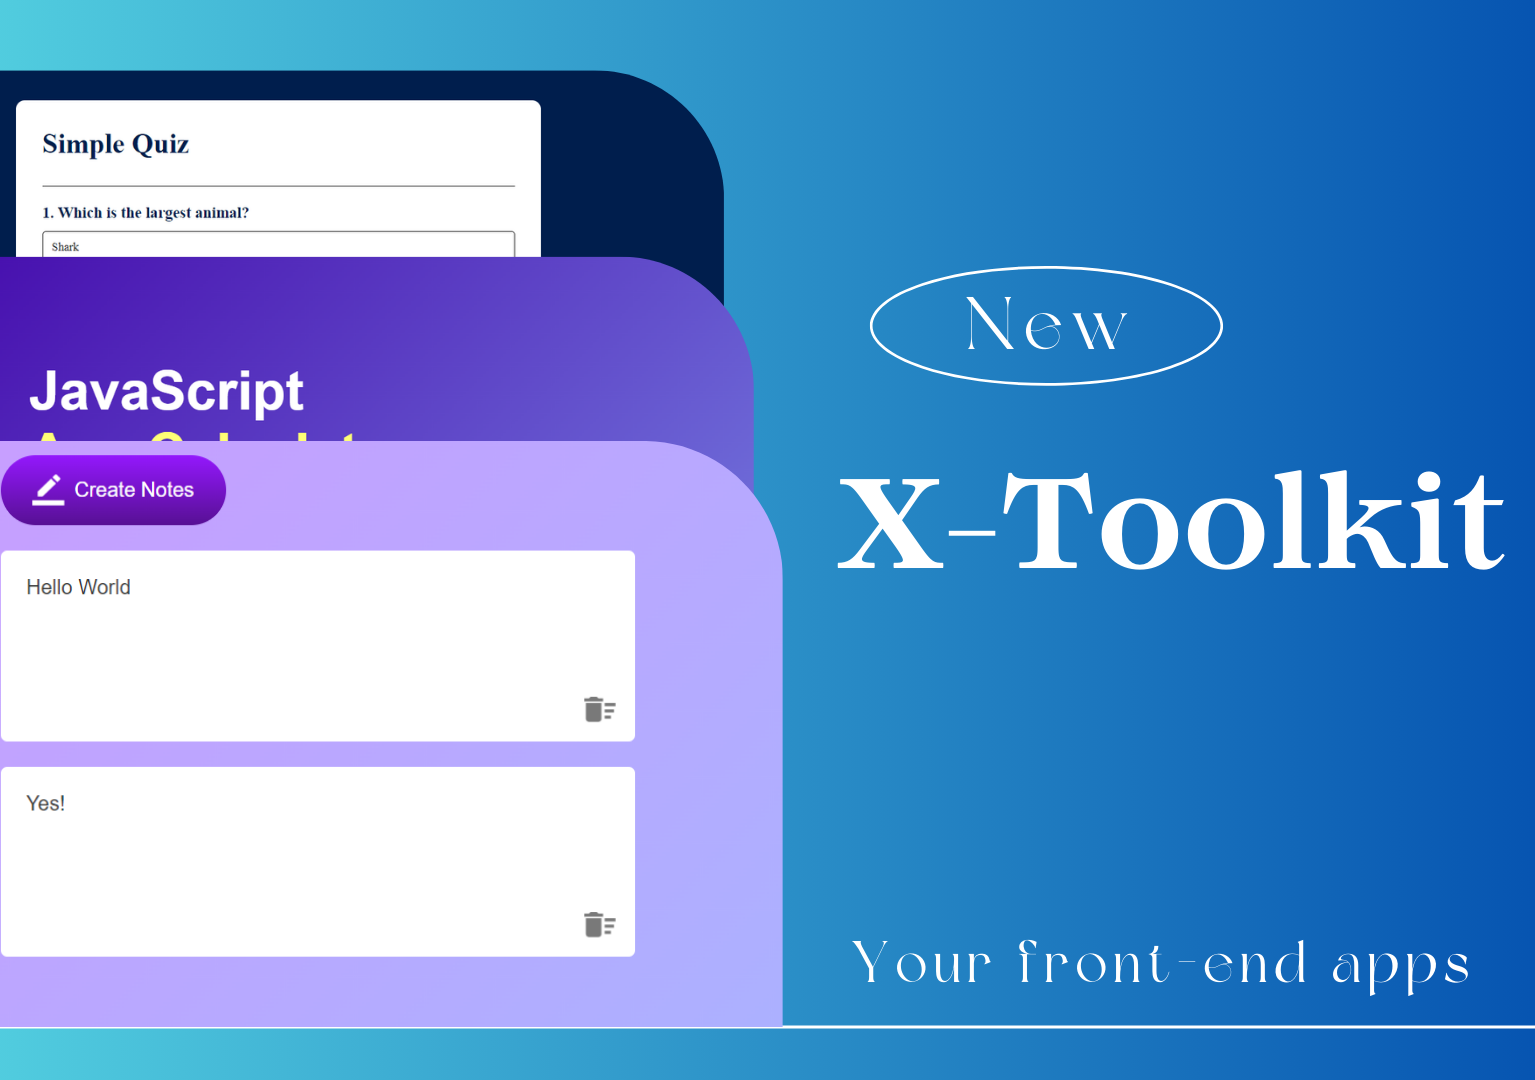 Simple Quiz
1. Which is the largest animal?
Shark
JavaScript
Create Notes
Hello World
Yes!
New
X-Toolkit
Your front-end apps